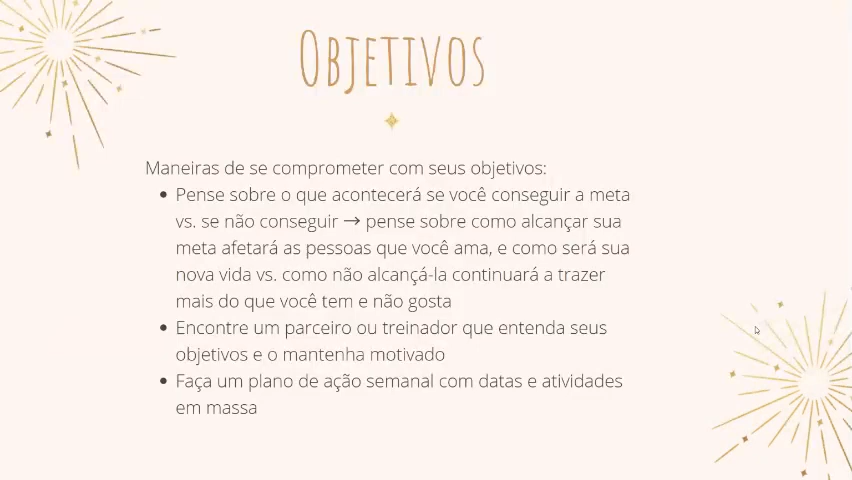 Objetivos
Maneiras de se comprometer com seus objetivos:
• Pense sobre o que acontecerá se você conseguir a meta
vs. se não conseguir → pense sobre como alcançar sua
meta afetará as pessoas que você ama, e como será sua
nova vida vs. como não alcançá-la continuará a trazer
mais do que você tem e não gosta
• Encontre um parceiro ou treinador que entenda seus
objetivos e o mantenha motivado
• Faça um plano de ação semanal com datas e atividades
em massa